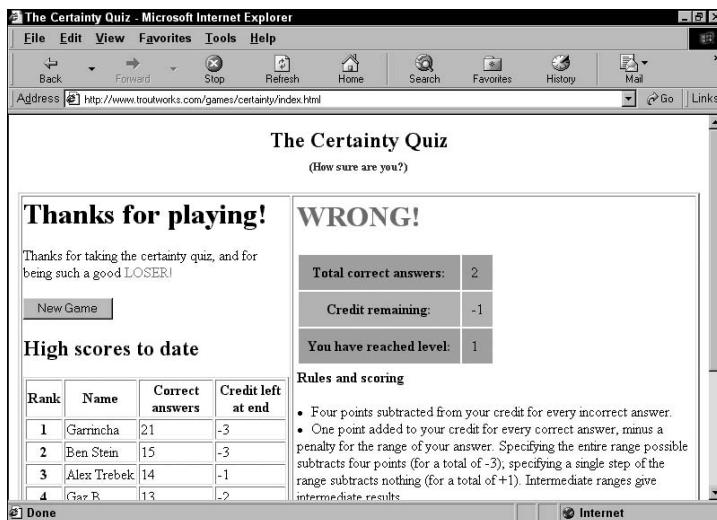 The Certainty Quiz - Microsoft Internet Explorer
File Edit View Favorites Tools Help
Back Forward Stop Refresh Home Search Favorites History Mail
Address http://www.troutworks.com/games/certainty/index.html Go Links
The Certainty Quiz
(How sure are you?)
Thanks for playing!
Thanks for taking the certainty quiz, and for
being such a good LOSER!
New Game
High scores to date
Rank Name Correct answers Credit left at end
1 Garrincha 21 -3
2 Ben Stein 15 -3
3 Alex Trebek 14 -1
4 Gaz B 13 -2
WRONG!
Total correct answers: 2
Credit remaining: -1
You have reached level: 1
Rules and scoring
• Four points subtracted from your credit for every incorrect answer.
• One point added to your credit for every correct answer, minus a
penalty for the range of your answer. Specifying the entire range possible
subtracts four points (for a total of -3); specifying a single step of the
range subtracts nothing (for a total of +1). Intermediate ranges give
intermediate results
Done Internet